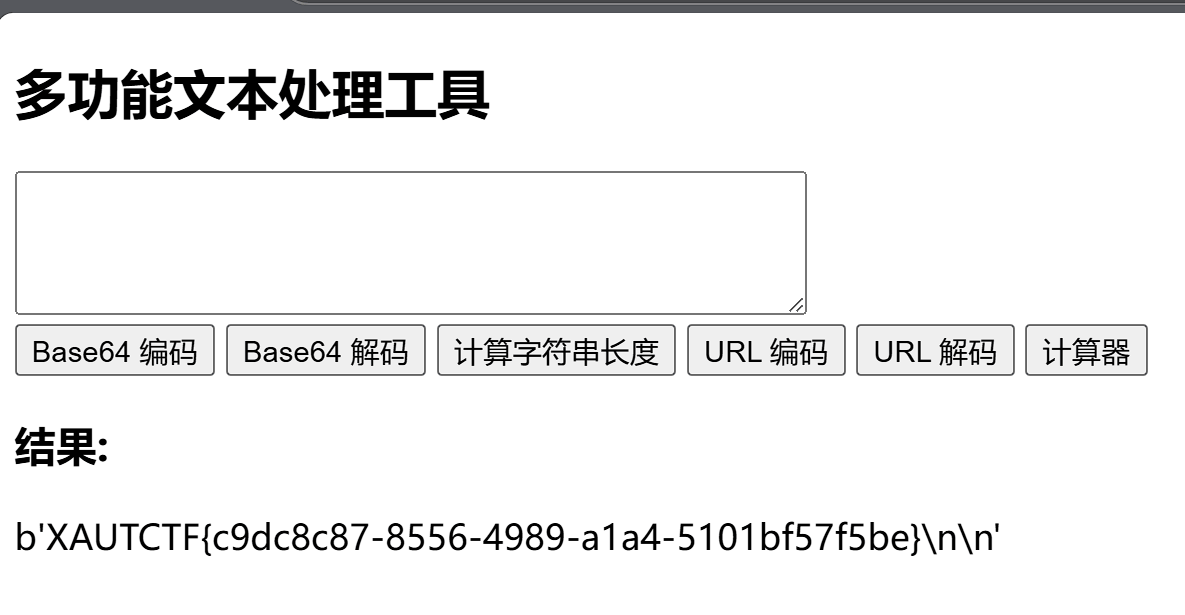 多功能文本处理工具
Base64 编码 Base64 解码 计算字符串长度 URL 编码 URL 解码 计算器
结果:
b'XAUTCTF{c9dc8c87-8556-4989-a1a4-5101bf57f5be}\n\n'